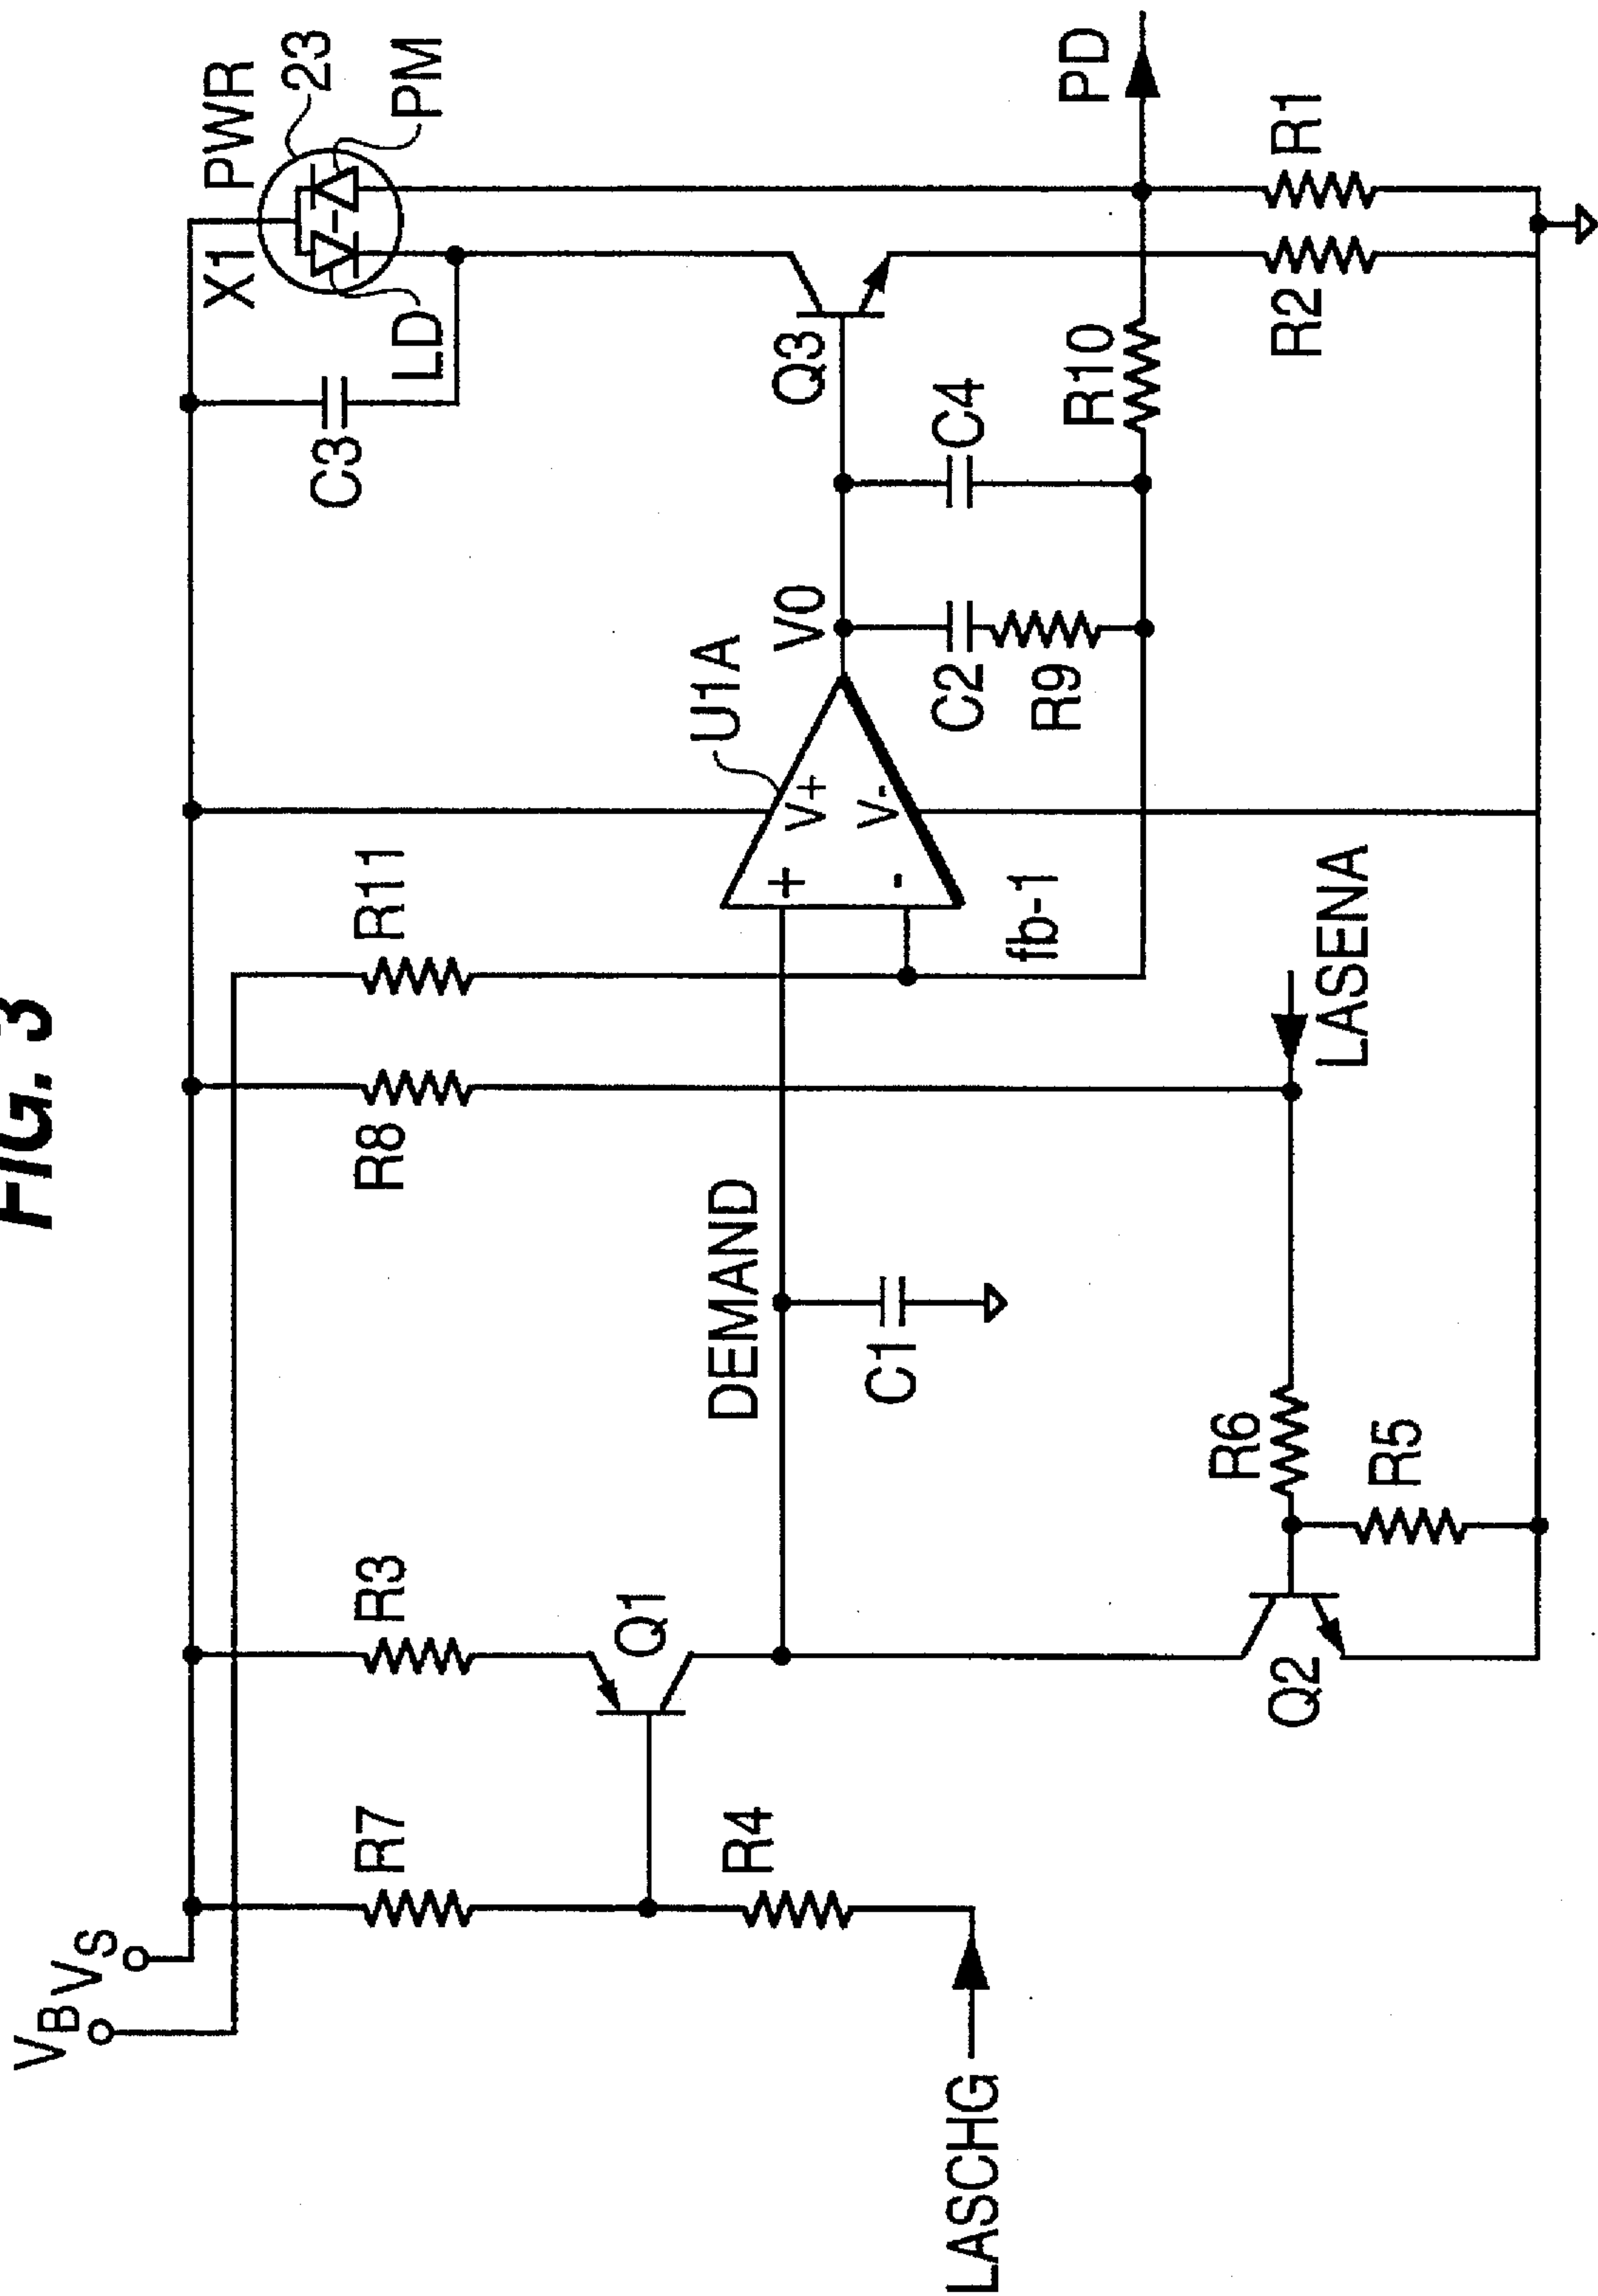 FIG. 3
VB
VS
X1
PWR
23
PM
LD
C3
R7
R3
R8
R11
Q1
R4
DEMAND
C1
U1A
+
-
V+
V-
V0
fb-1
C2
R9
C4
Q3
R10
PD
LASCHG
Q2
R6
R5
LASENA
R2
R1